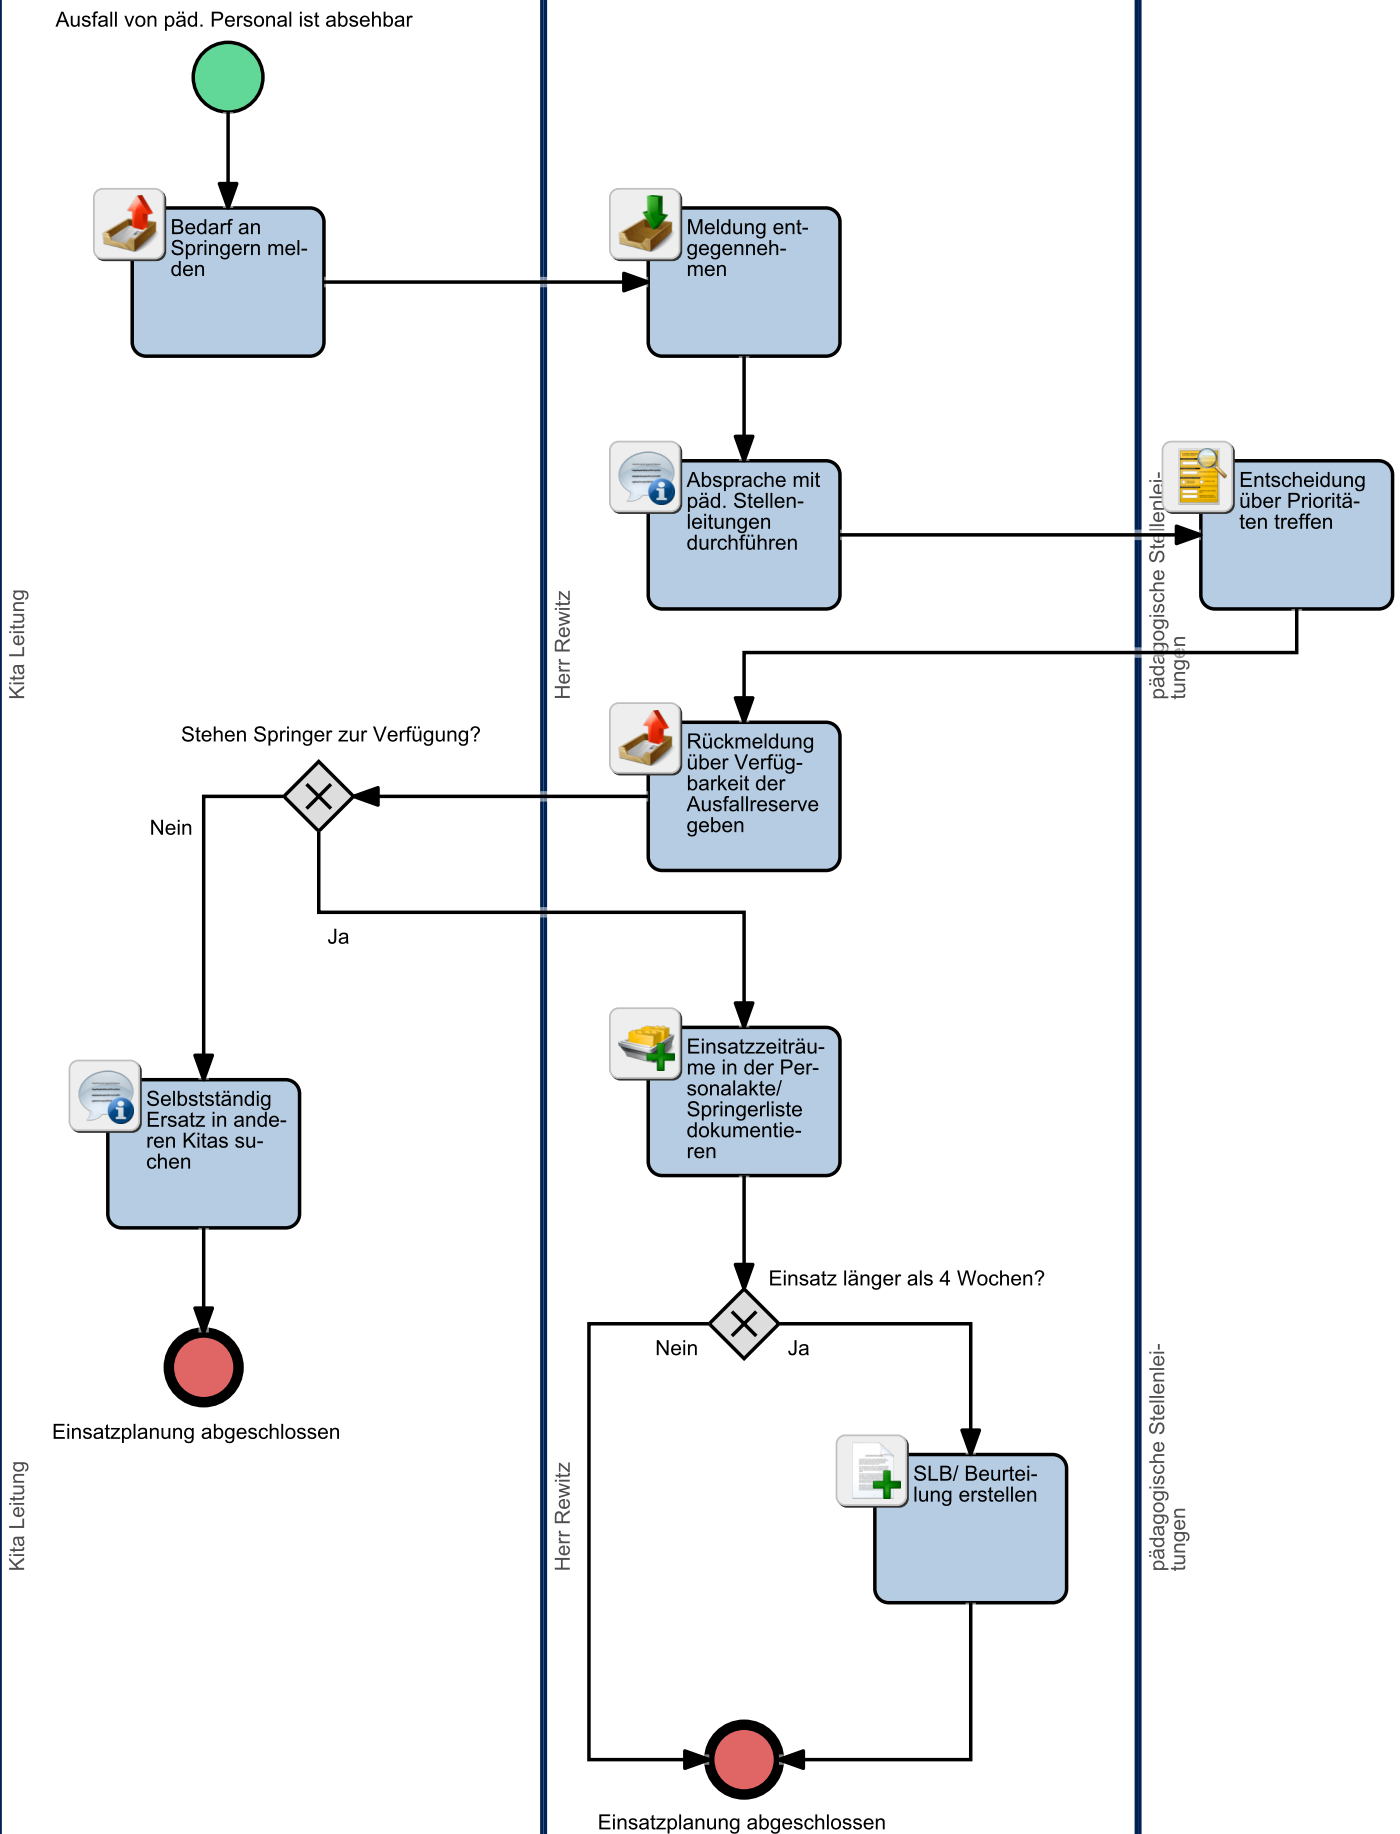 Ausfall von päd. Personal ist absehbar
Bedarf an
Springern mel-
den
Meldung ent-
gegenneh-
men
Absprache mit
päd. Stellen-
leitungen
durchführen
Entscheidung
über Prioritä-
ten treffen
Kita Leitung
Herr Rewitz
pädagogische Stellenlei-
tungen
Rückmeldung
über Verfüg-
barkeit der
Ausfallreserve
geben
Stehen Springer zur Verfügung?
Nein
Ja
Einsatzzeiträu-
me in der Per-
sonalakte/
Springerliste
dokumentie-
ren
Selbstständig
Ersatz in ande-
ren Kitas su-
chen
Einsatz länger als 4 Wochen?
Nein
Ja
Einsatzplanung abgeschlossen
SLB/ Beurtei-
lung erstellen
Kita Leitung
Herr Rewitz
pädagogische Stellenlei-
tungen
Einsatzplanung abgeschlossen